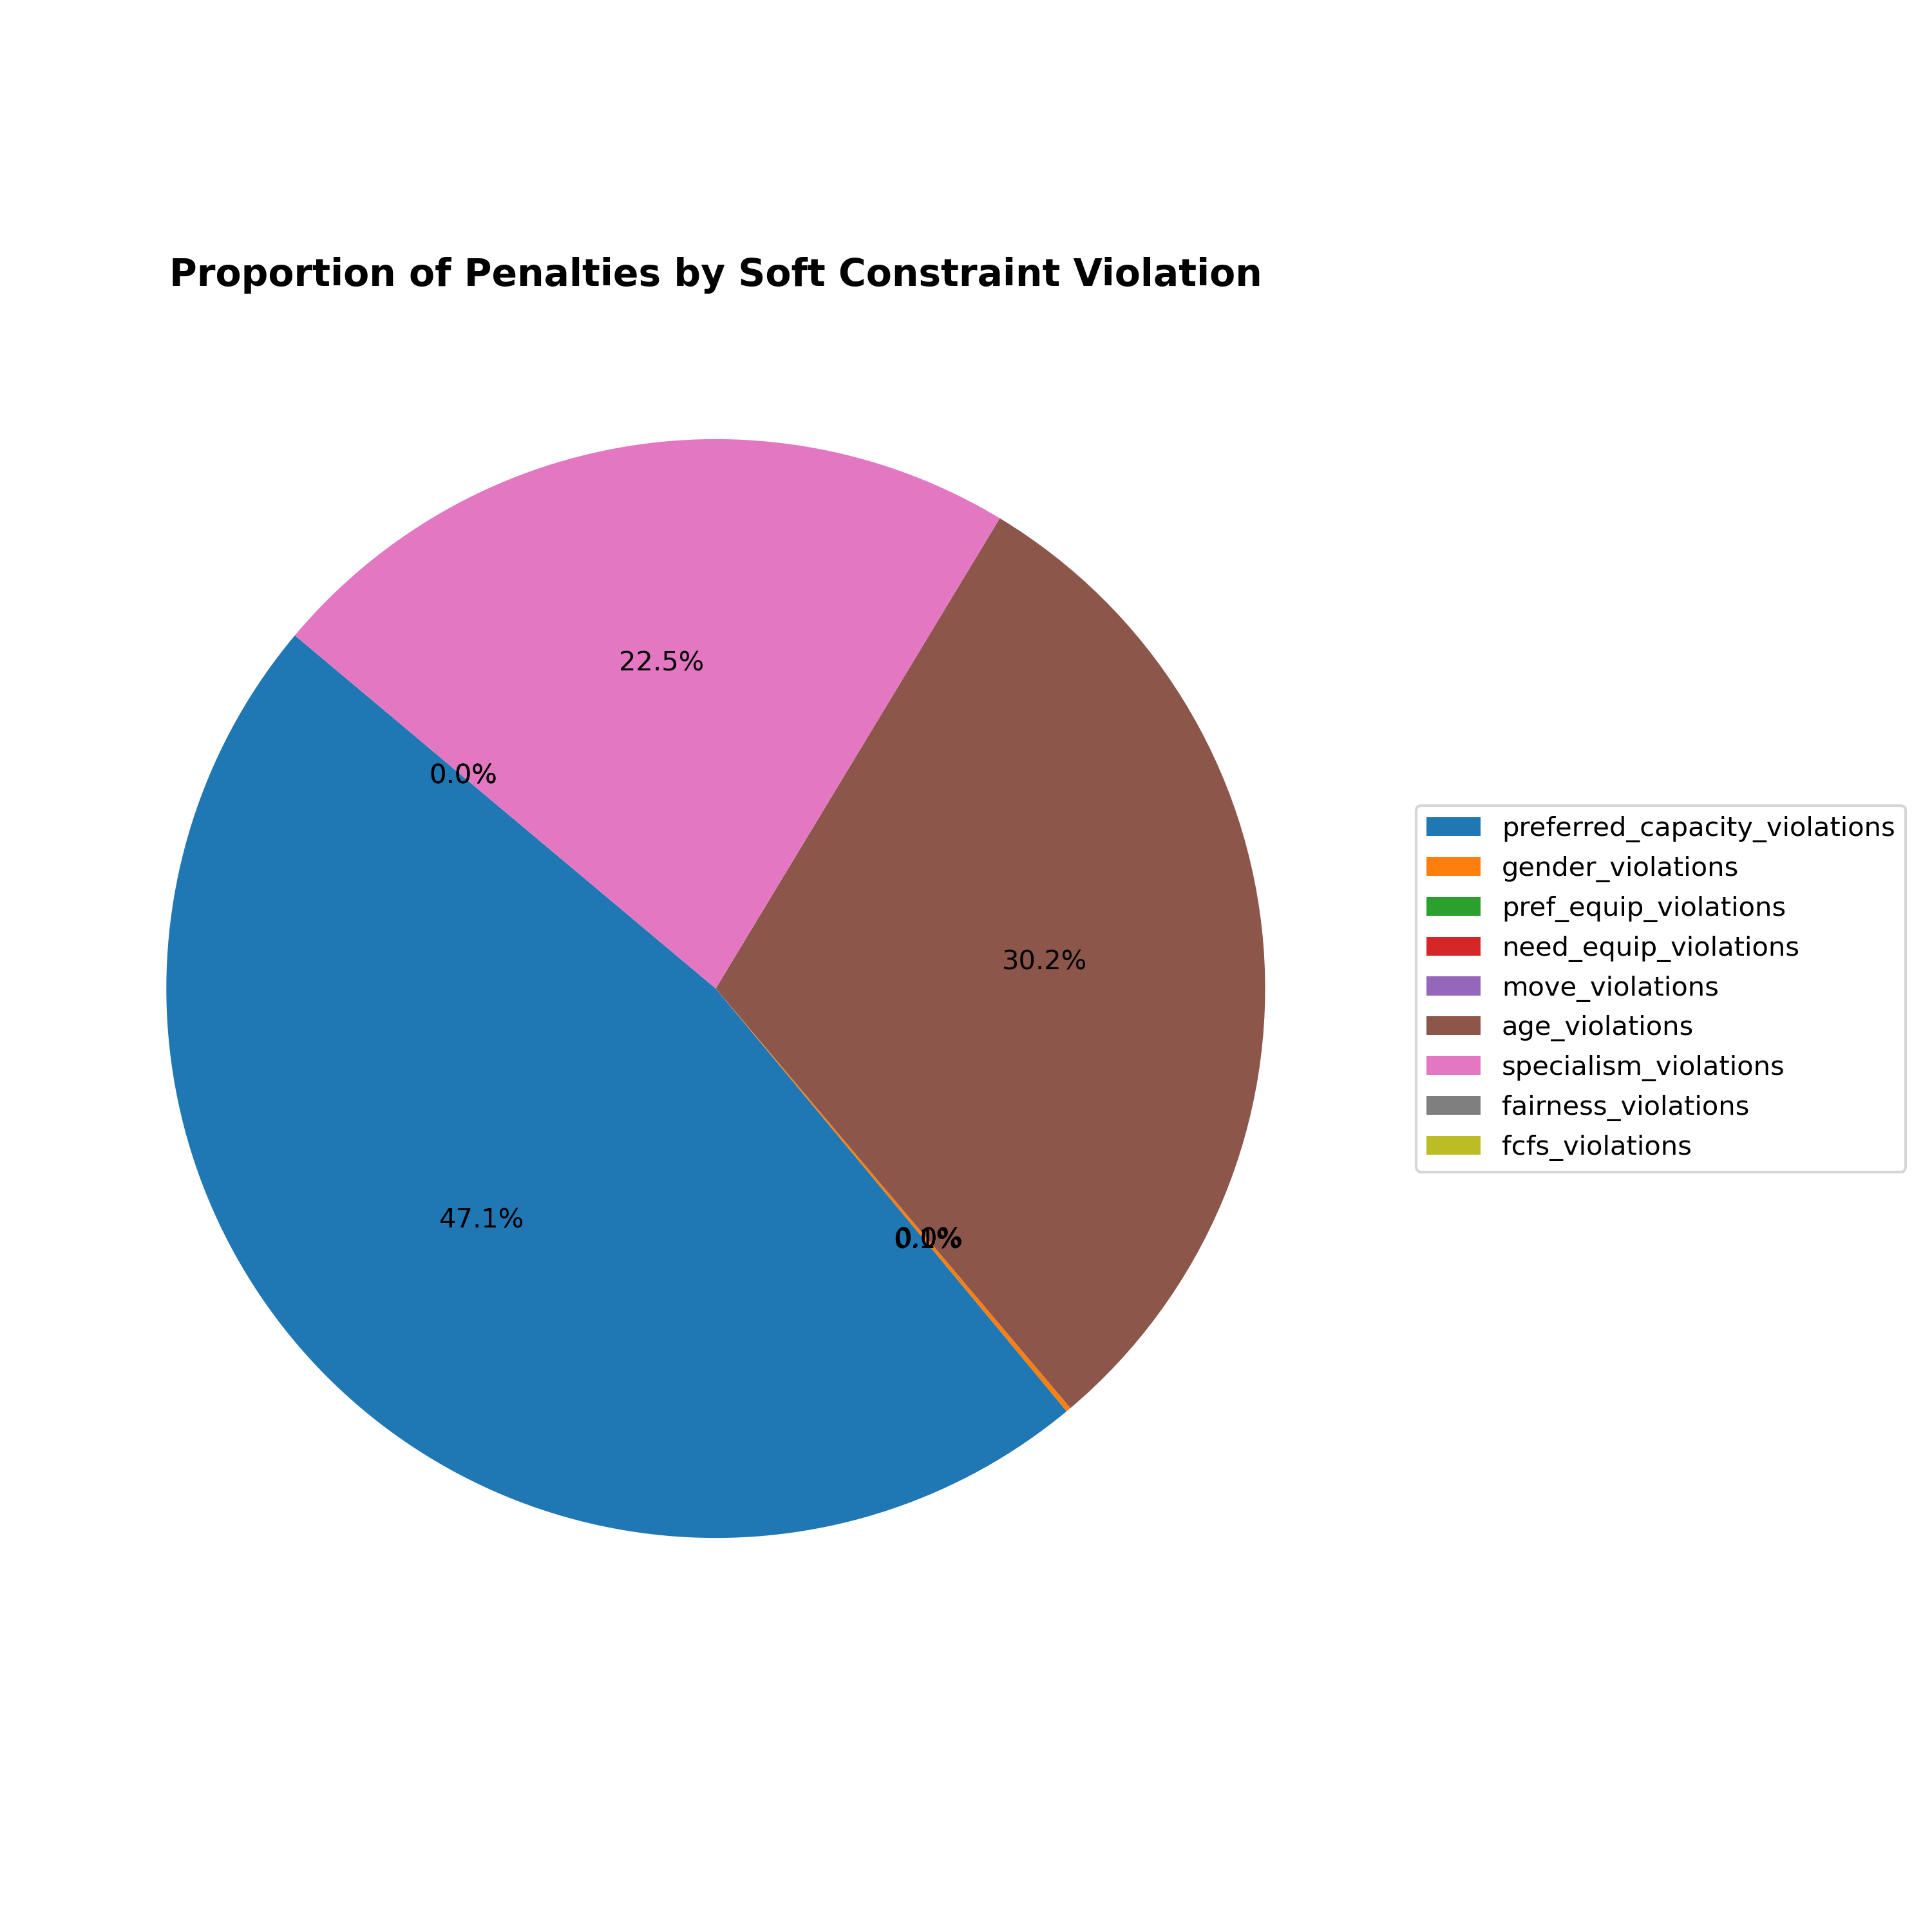 Proportion of Penalties by Soft Constraint Violation
22.5%
0.0%
30.2%
47.1%
preferred_capacity_violations
gender_violations
pref_equip_violations
need_equip_violations
move_violations
age_violations
specialism_violations
fairness_violations
fcfs_violations